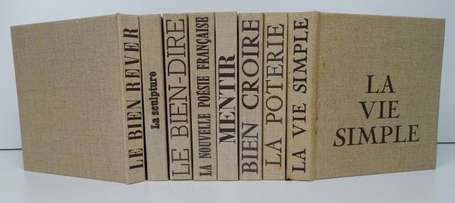 LE BIEN REVER
La sculpture
LE BIEN-DIRE
LA NOUVELLE POÉSIE FRANÇAISE
MENTIR
BIEN CROIRE
LA POTERIE
LA VIE SIMPLE
LA
VIE
SIMPLE